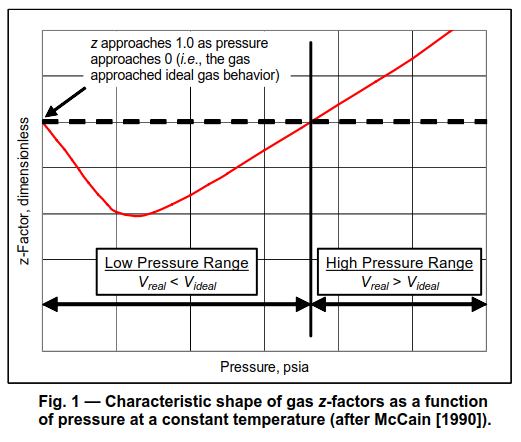 z approaches 1.0 as pressure
approaches 0 (i.e., the gas
approached ideal gas behavior)
z-Factor, dimensionless
Low Pressure Range
Vreal < Videal
High Pressure Range
Vreal > Videal
Pressure, psia
Fig. 1 — Characteristic shape of gas z-factors as a function
of pressure at a constant temperature (after McCain [1990]).